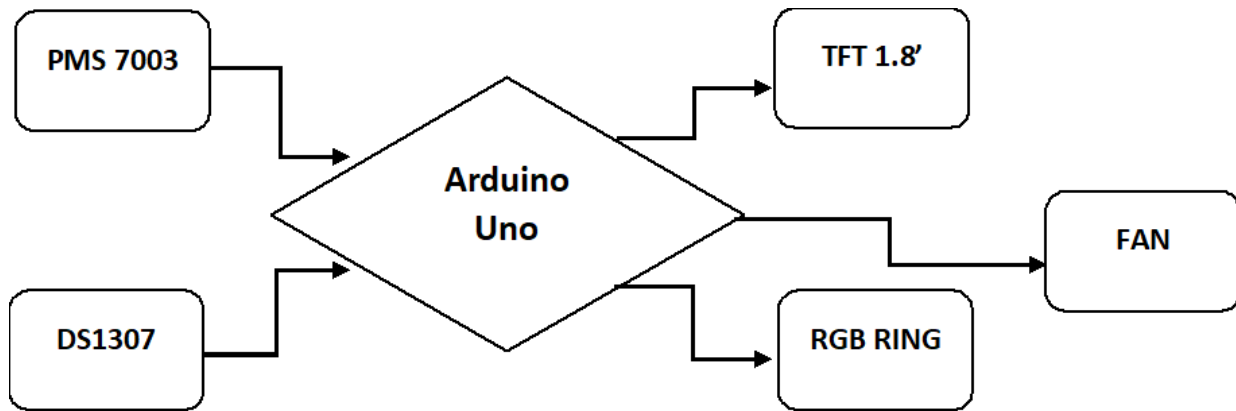 PMS 7003
TFT 1.8’
Arduino
Uno
FAN
DS1307
RGB RING